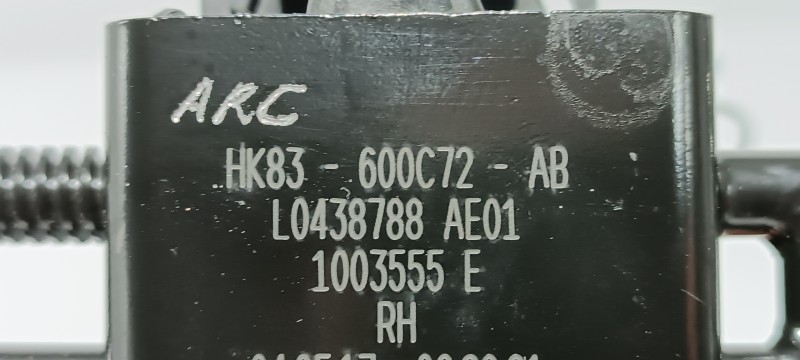 ARC
HK83 - 600C72 - AB
L0438788 AE01
1003555 E
RH